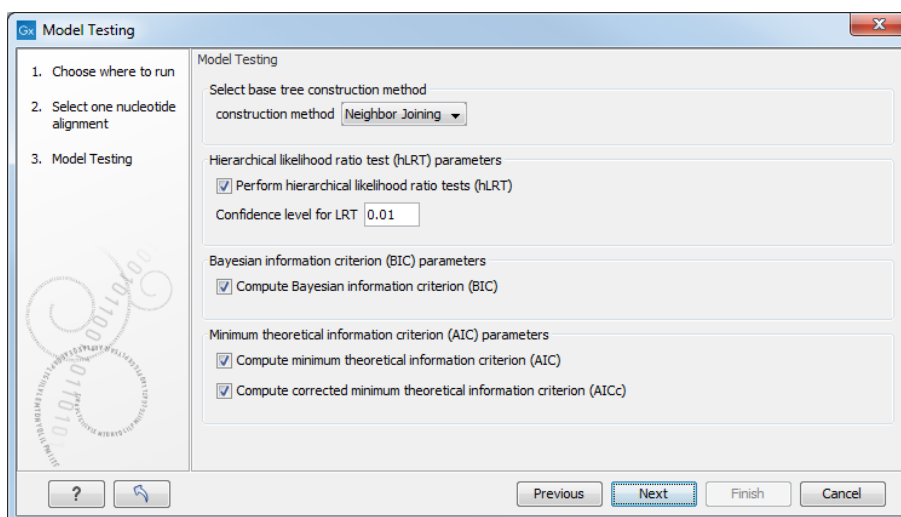 Gx Model Testing
1. Choose where to run
2. Select one nucleotide
alignment
3. Model Testing
Model Testing
Select base tree construction method
construction method Neighbor Joining
Hierarchical likelihood ratio test (hLRT) parameters
Perform hierarchical likelihood ratio tests (hLRT)
Confidence level for LRT 0.01
Bayesian information criterion (BIC) parameters
Compute Bayesian information criterion (BIC)
Minimum theoretical information criterion (AIC) parameters
Compute minimum theoretical information criterion (AIC)
Compute corrected minimum theoretical information criterion (AICc)
? Previous Next Finish Cancel